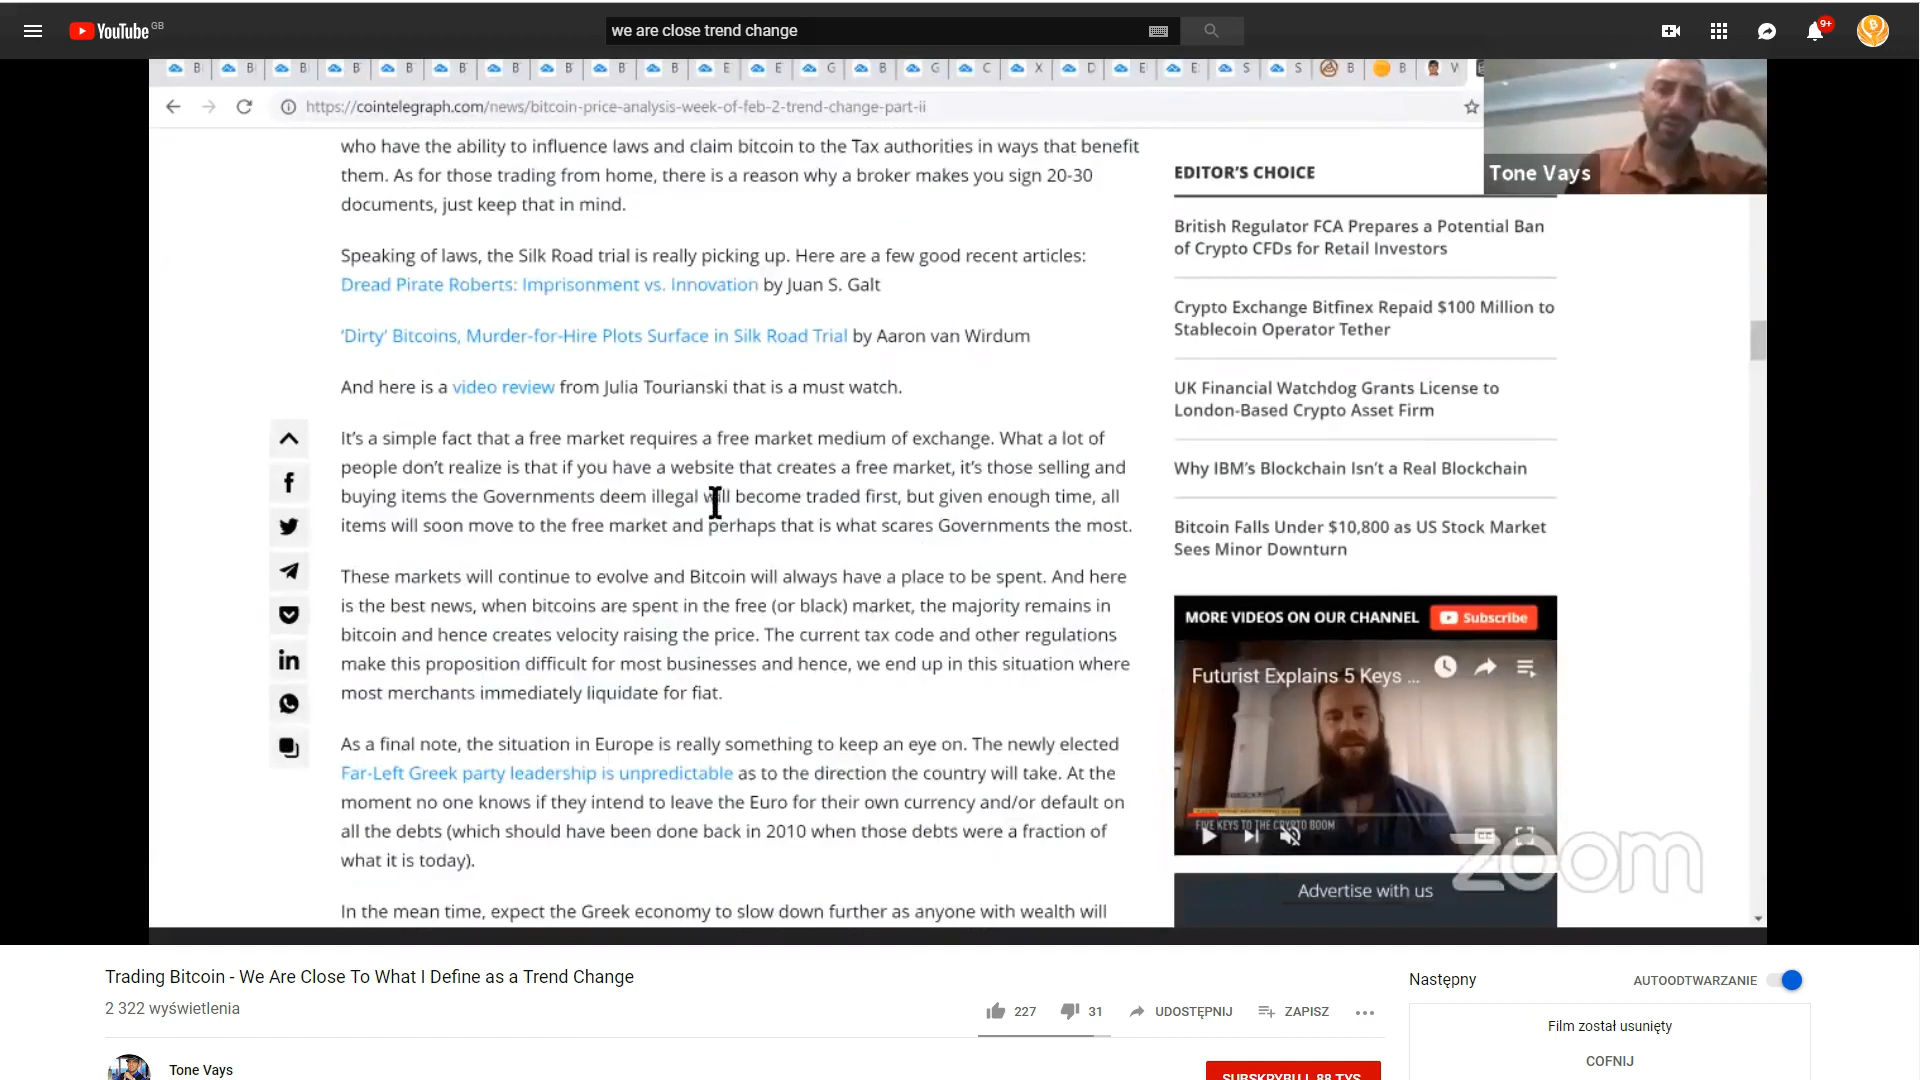 YouTube GB
we are close trend change
9+
https://cointelegraph.com/news/bitcoin-price-analysis-week-of-feb-2-trend-change-part-ii
Tone Vays
who have the ability to influence laws and claim bitcoin to the Tax authorities in ways that benefit
them. As for those trading from home, there is a reason why a broker makes you sign 20-30
documents, just keep that in mind.
Speaking of laws, the Silk Road trial is really picking up. Here are a few good recent articles:
Dread Pirate Roberts: Imprisonment vs. Innovation by Juan S. Galt
‘Dirty’ Bitcoins, Murder-for-Hire Plots Surface in Silk Road Trial by Aaron van Wirdum
And here is a video review from Julia Tourianski that is a must watch.
It’s a simple fact that a free market requires a free market medium of exchange. What a lot of
people don’t realize is that if you have a website that creates a free market, it’s those selling and
buying items the Governments deem illegal will become traded first, but given enough time, all
items will soon move to the free market and perhaps that is what scares Governments the most.
These markets will continue to evolve and Bitcoin will always have a place to be spent. And here
is the best news, when bitcoins are spent in the free (or black) market, the majority remains in
bitcoin and hence creates velocity raising the price. The current tax code and other regulations
make this proposition difficult for most businesses and hence, we end up in this situation where
most merchants immediately liquidate for fiat.
As a final note, the situation in Europe is really something to keep an eye on. The newly elected
Far-Left Greek party leadership is unpredictable as to the direction the country will take. At the
moment no one knows if they intend to leave the Euro for their own currency and/or default on
all the debts (which should have been done back in 2010 when those debts were a fraction of
what it is today).
In the mean time, expect the Greek economy to slow down further as anyone with wealth will
EDITOR’S CHOICE
British Regulator FCA Prepares a Potential Ban
of Crypto CFDs for Retail Investors
Crypto Exchange Bitfinex Repaid $100 Million to
Stablecoin Operator Tether
UK Financial Watchdog Grants License to
London-Based Crypto Asset Firm
Why IBM’s Blockchain Isn’t a Real Blockchain
Bitcoin Falls Under $10,800 as US Stock Market
Sees Minor Downturn
MORE VIDEOS ON OUR CHANNEL Subscribe
Futurist Explains 5 Keys ...
FIVE KEYS TO THE CRYPTO BOOM
zoom
Advertise with us
Trading Bitcoin - We Are Close To What I Define as a Trend Change
2 322 wyświetlenia
227 31 UDOSTĘPNIJ ZAPISZ
Tone Vays
SUBSKRYBUJ 88 TYS.
Następny AUTOODTWARZANIE
Film został usunięty
COFNIJ